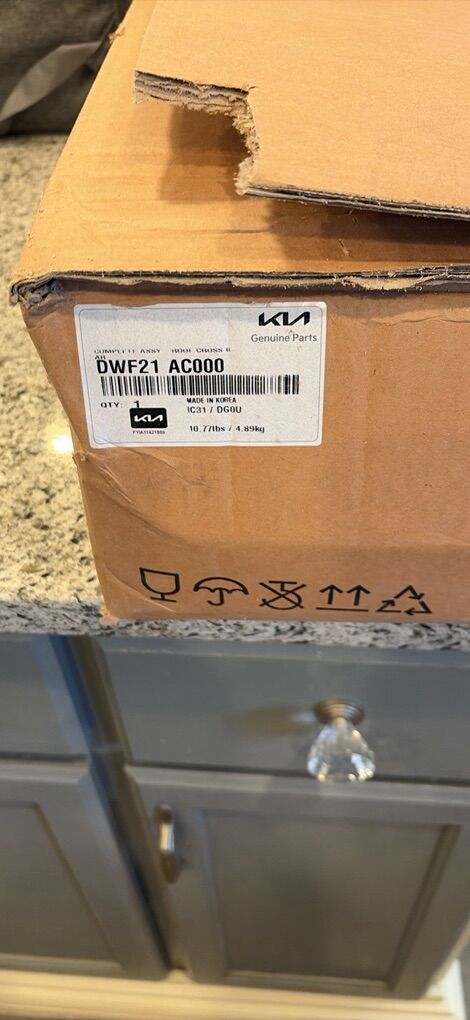 KIA
Genuine Parts
COMPLETE ASSY - ROOF CROSS B
AR
DWF21 AC000
QTY: 1
MADE IN KOREA
IC31 / DG0U
KIA
10.77lbs / 4.89kg